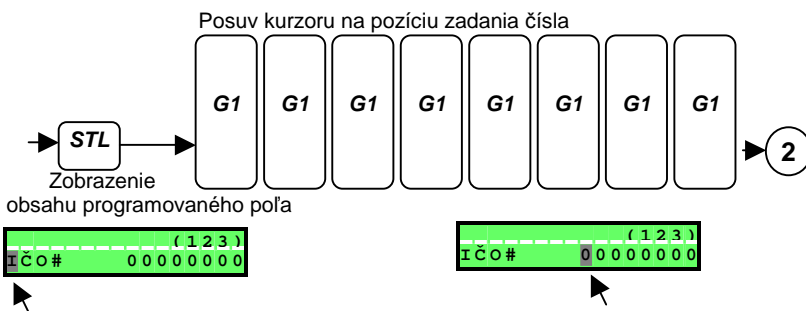 Posuv kurzoru na pozíciu zadania čísla
G1 G1 G1 G1 G1 G1 G1 G1
STL
2
Zobrazenie
obsahu programovaného poľa
(123)
IČO# 00000000
(123)
IČO# 00000000